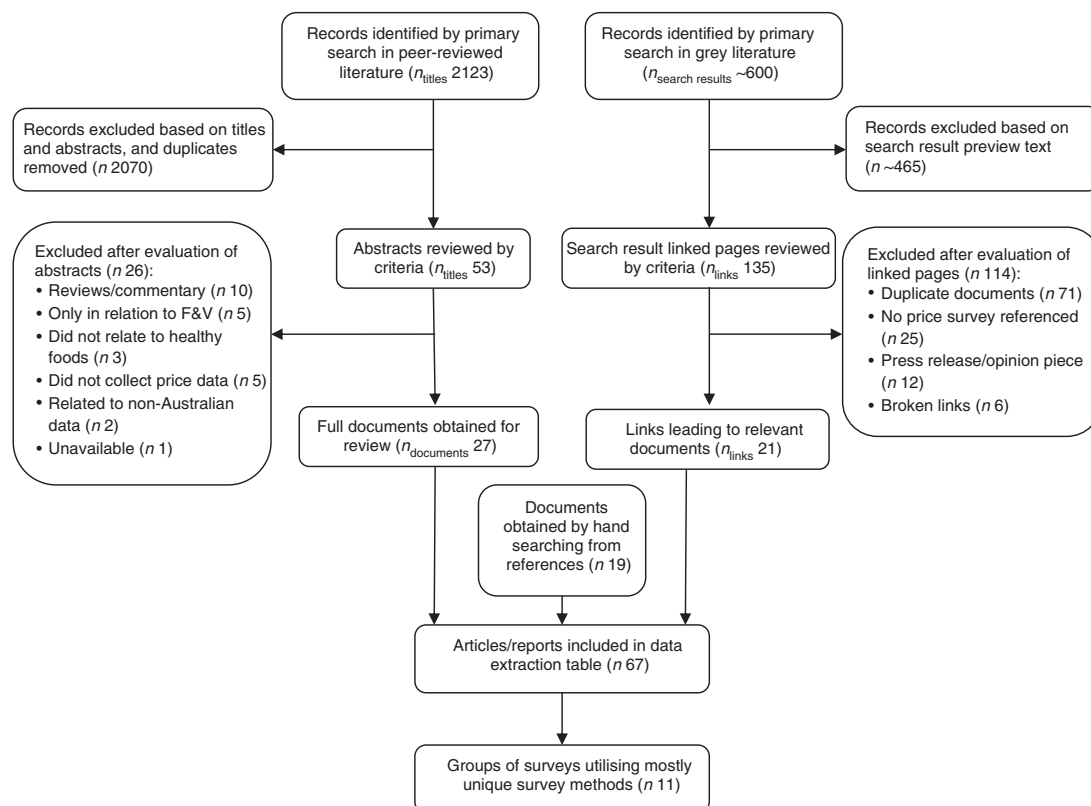 Records identified by primary
search in peer-reviewed
literature (n titles 2123)
Records identified by primary
search in grey literature
(n search results ~600)
Records excluded based on titles
and abstracts, and duplicates
removed (n 2070)
Records excluded based on
search result preview text
(n ~465)
Excluded after evaluation of
abstracts (n 26):
• Reviews/commentary (n 10)
• Only in relation to F&V (n 5)
• Did not relate to healthy
foods (n 3)
• Did not collect price data (n 5)
• Related to non-Australian
data (n 2)
• Unavailable (n 1)
Abstracts reviewed by
criteria (n titles 53)
Search result linked pages reviewed
by criteria (n links 135)
Excluded after evaluation of
linked pages (n 114):
• Duplicate documents (n 71)
• No price survey referenced
(n 25)
• Press release/opinion piece
(n 12)
• Broken links (n 6)
Full documents obtained for
review (n documents 27)
Links leading to relevant
documents (n links 21)
Documents
obtained by hand
searching from
references (n 19)
Articles/reports included in data
extraction table (n 67)
Groups of surveys utilising mostly
unique survey methods (n 11)